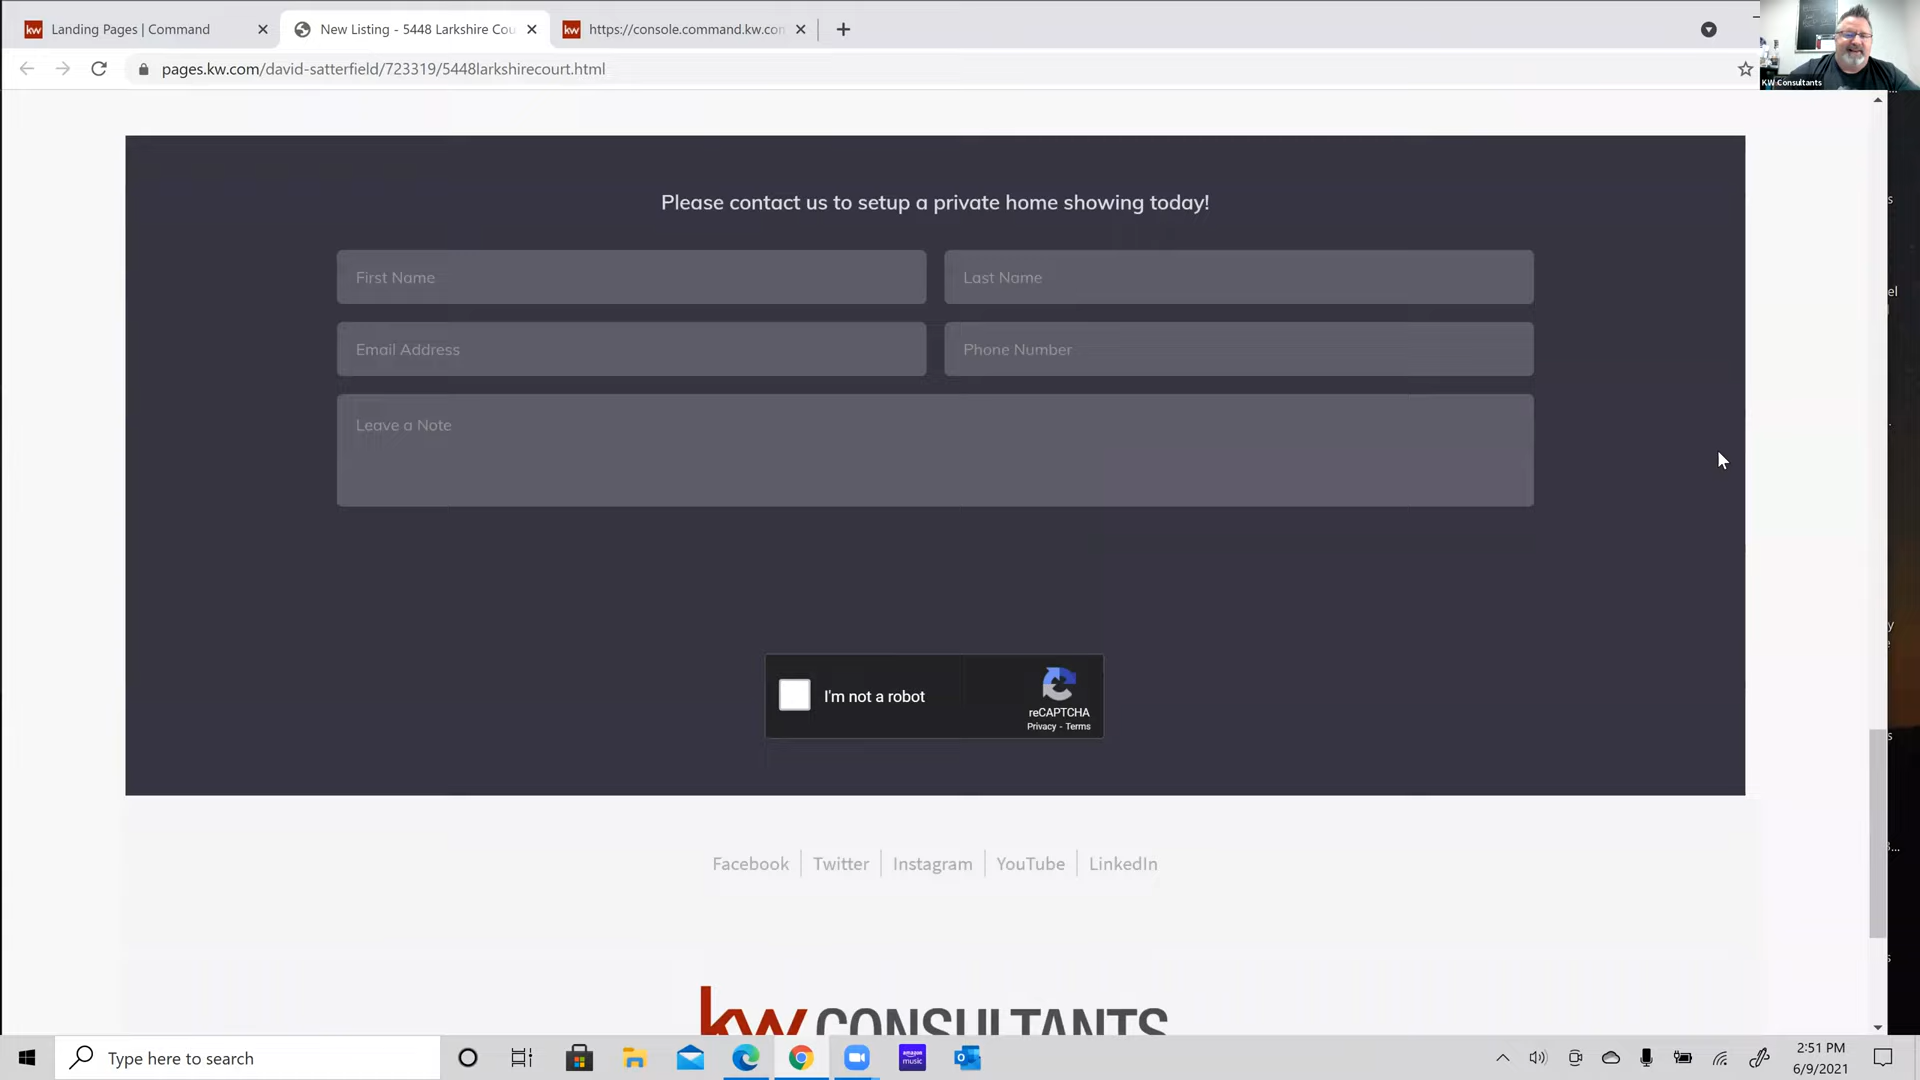 Landing Pages | Command
New Listing - 5448 Larkshire Cou
https://console.command.kw.con
pages.kw.com/david-satterfield/723319/5448larkshirecourt.html
KW Consultants
Please contact us to setup a private home showing today!
First Name
Last Name
Email Address
Phone Number
Leave a Note
I'm not a robot
reCAPTCHA
Privacy - Terms
Facebook
Twitter
Instagram
YouTube
LinkedIn
kw CONSULTANTS
Type here to search
amazon music
2:51 PM
6/9/2021